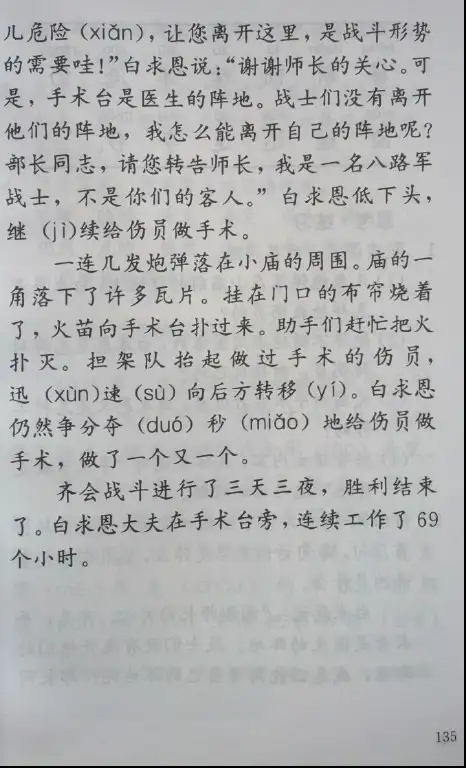 儿危险（xiǎn），让您离开这里，是战斗形势
的需要哇！”白求恩说：“谢谢师长的关心。可
是，手术台是医生的阵地。战士们没有离开
他们的阵地，我怎么能离开自己的阵地呢？
部长同志，请您转告师长，我是一名八路军
战士，不是你们的客人。”白求恩低下头，
继（jì）续给伤员做手术。
一连几发炮弹落在小庙的周围。庙的一
角落下了许多瓦片。挂在门口的布帘烧着
了，火苗向手术台扑过来。助手们赶忙把火
扑灭。担架队抬起做过手术的伤员，
迅（xùn）速（sù）向后方转移（yí）。白求恩
仍然争分夺（duó）秒（miǎo）地给伤员做
手术，做了一个又一个。
齐会战斗进行了三天三夜，胜利结束
了。白求恩大夫在手术台旁，连续工作了69
个小时。
135